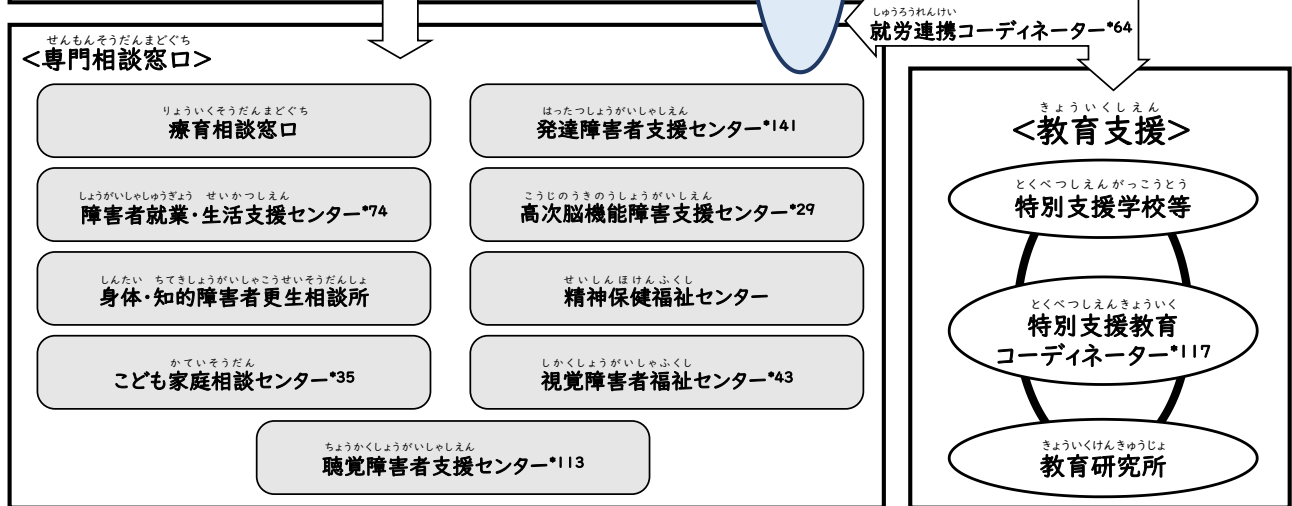 しゅうろうれんけい
就労連携コーディネーター*64
せんもんそうだんまどぐち
<専門相談窓口>
りょういくそうだんまどぐち
療育相談窓口
はったつしょうがいしゃしえん
発達障害者支援センター*141
しょうがいしゃしゅうぎょう せいかつしえん
障害者就業・生活支援センター*74
こうじのうきのうしょうがいしえん
高次脳機能障害支援センター*29
しんたい ちてきしょうがいしゃこうせいそうだんしょ
身体・知的障害者更生相談所
せいしんほけんふくし
精神保健福祉センター
かていそうだん
こども家庭相談センター*35
しかくしょうがいしゃふくし
視覚障害者福祉センター*43
ちょうかくしょうがいしゃしえん
聴覚障害者支援センター*113
きょういくしえん
<教育支援>
とくべつしえんがっこうとう
特別支援学校等
とくべつしえんきょういく
特別支援教育
コーディネーター*117
きょういくけんきゅうじょ
教育研究所